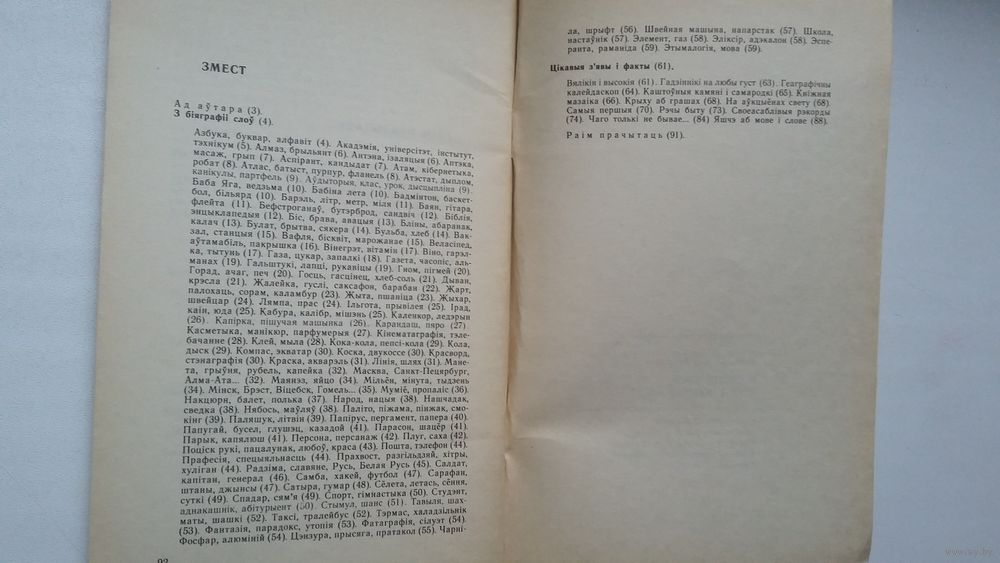 ЗМЕСТ
Ад аўтара (3).
З біяграфіі слоў (4).
Азбука, буквар, алфавіт (4). Акадэмія, універсітэт, інстытут,
тэхнікум (5). Алмаз, брыльянт (6). Антэна, ізаляцыя (6). Аптэка,
масаж, грып (7). Аспірант, кандыдат (7). Атам, кібернетыка,
робат (8). Атлас, батыст, пурпур, фланель (8). Атэстат, дыплом,
канікулы, партфель (9). Аўдыторыя, клас, урок, дысцыпліна (9).
Баба Яга, ведзьма (10). Бабіна лета (10). Бадмінтон, баскет-
бол, більярд (10). Барэль, літр, метр, міля (11). Баян, гітара,
флейта (11). Бефстроганаў, бутэрброд, сандвіч (12). Біблія,
энцыклапедыя (12). Біс, брава, авацыя (13). Бліны, абаранак,
калач (13). Булат, брытва, сякера (14). Бульба, хлеб (14). Вак-
зал, станцыя (15). Вафля, бісквіт, марожанае (15). Веласіпед,
аўтамабіль, пакрышка (16). Вінегрэт, вітамін (17). Віно, гарэл-
ка, тытунь (17). Газа, цукар, запалкі (18). Газета, часопіс, аль-
манах (19). Гальштукі, лапці, рукавіцы (19). Гном, пігмей (20).
Горад, ачаг, печ (20). Госць, гасцінец, хлеб-соль (21). Дыван,
крэсла (21). Жалейка, гуслі, саксафон, барабан (22). Жарт,
палохаць, сорам, каламбур (23). Жыта, пшаніца (23). Жыхар,
швейцар (24). Лямпа, прас (24). Ільгота, прывілея (25). Ірад,
каін, юда (25). Кабура, калібр, мішэнь (25). Каленкор, ледэрын
(26). Капірка, пішучая машынка (26). Карандаш, пяро (27).
Касметыка, манікюр, парфумерыя (27). Кінематаграфія, тэле-
бачанне (28). Клей, мыла (28). Кока-кола, пепсі-кола (29). Кола,
дыск (29). Компас, экватар (30). Коска, двукоссе (30). Красворд,
стэнаграфія (30). Краска, акварэль (31). Лінія, шлях (31). Мане-
та, грыўня, рубель, капейка (32). Масква, Санкт-Пецярбург,
Алма-Ата... (32). Маянэз, яйцо (34). Мільён, мінута, тыдзень
(34). Мінск, Брэст, Віцебск, Гомель... (35). Муміё, пропаліс (36).
Накцюрн, балет, полька (37). Народ, нацыя (38). Нашчадак,
сведка (38). Нябось, маўляў (38). Паліто, піжама, пінжак, смо-
кінг (39). Паляшук, літвін (39). Папірус, пергамент, папера (40).
Папугай, бусел, глушэц, казадой (41). Парасон, шацёр (41).
Парык, капялюш (41). Персона, персанаж (42). Плуг, саха (42).
Поціск рукі, пацалунак, любоў, краса (43). Пошта, тэлефон (44).
Прафесія, спецыяльнасць (44). Прахвост, разгільдзяй, хітры,
хуліган (44). Радзіма, славяне, Русь, Белая Русь (45). Салдат,
капітан, генерал (46). Самба, хакей, футбол (47). Сарафан,
штаны, джынсы (47). Сатыра, гумар (48). Сёлета, летась, сёння,
суткі (49). Спадар, сям'я (49). Спорт, гімнастыка (50). Студэнт,
аднакашнік, абітурыент (50). Стымул, шанс (51). Тавыля, шах-
маты, шашкі (52). Таксі, тралейбус (52). Тэрмас, халадзільнік
(53). Фантазія, парадокс, утопія (53). Фатаграфія, сілуэт (54).
Фосфар, алюміній (54). Цэнзура, прысяга, пратакол (55). Чарні-
92
ла, шрыфт (56). Швейная машына, напарстак (57). Школа,
настаўнік (57). Элемент, газ (58). Эліксір, адэкалон (58). Эспе-
ранта, раманіда (59). Этымалогія, мова (59).
Цікавыя з'явы і факты (61).
Вялікія і высокія (61). Гадзіннікі на любы густ (63). Геаграфічны
калейдаскоп (64). Каштоўныя камяні і самародкі (65). Кніжная
мазаіка (66). Крыху аб грашах (68). На аўкцыёнах свету (68).
Самыя першыя (70). Рэчы быту (73). Своеасаблівыя рэкорды
(74). Чаго толькі не бывае... (84) Яшчэ аб мове і слове (88).
Раім прачытаць (91).